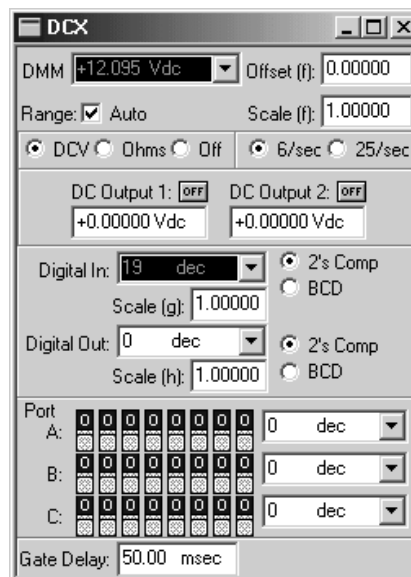 DCX
DMM +12.095 Vdc Offset (f): 0.00000
Range: Auto Scale (f): 1.00000
DCV Ohms Off 6/sec 25/sec
DC Output 1: OFF DC Output 2: OFF
+0.00000 Vdc +0.00000 Vdc
Digital In: 19 dec 2's Comp
BCD
Scale (g): 1.00000
Digital Out: 0 dec 2's Comp
Scale (h): 1.00000 BCD
Port
A: 0 0 0 0 0 0 0 0 0 dec
B: 0 0 0 0 0 0 0 0 0 dec
C: 0 0 0 0 0 0 0 0 0 dec
Gate Delay: 50.00 msec